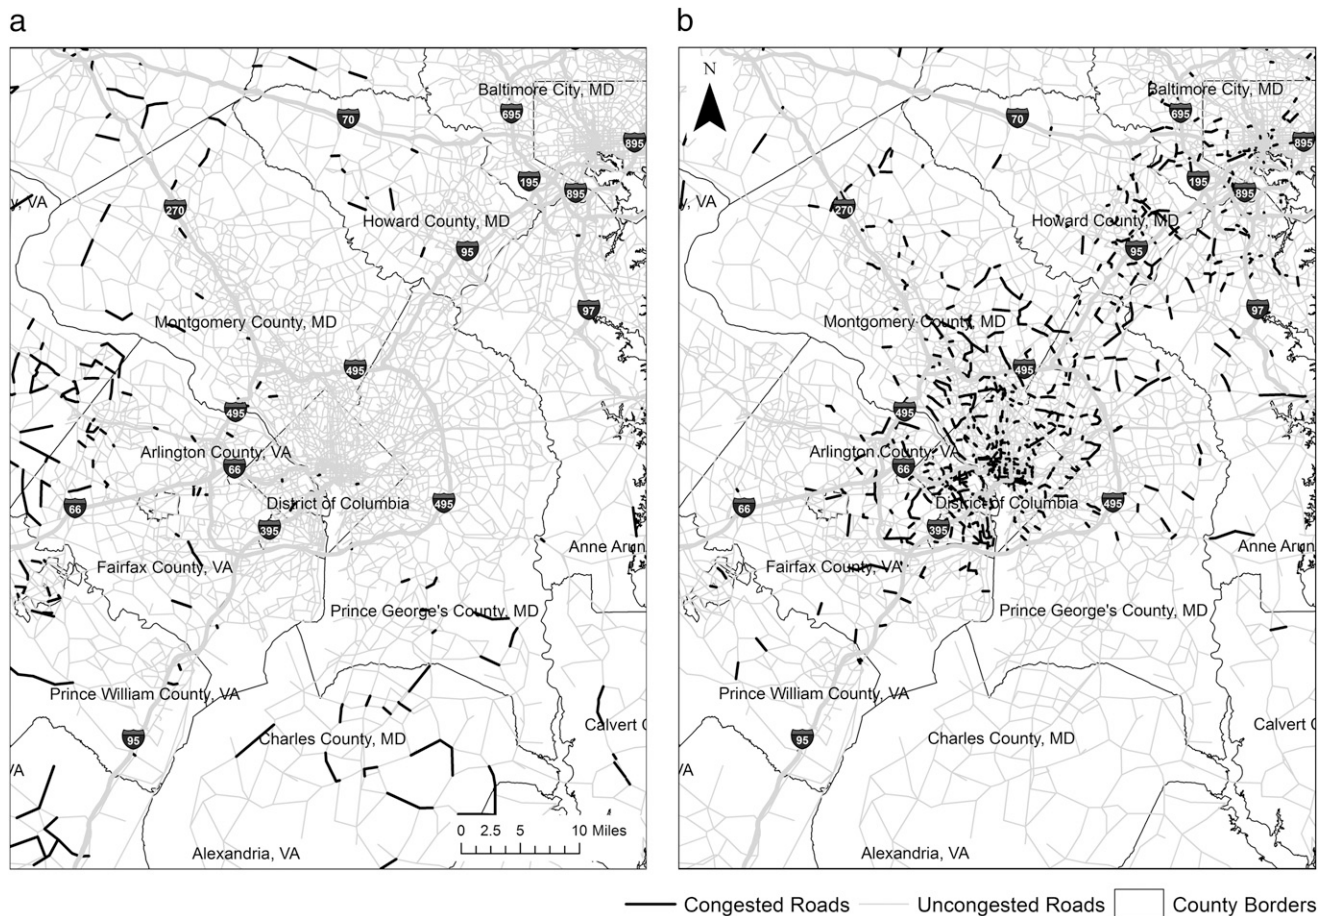 a
Baltimore City, MD
695
70
895
195
895
y, VA
270
Howard County, MD
95
97
Montgomery County, MD
495
495
Arlington County, VA
66
District of Columbia
66
495
395
Anne Arun
Fairfax County, VA
Prince George's County, MD
Prince William County, VA
Calvert C
95
Charles County, MD
/A
0 2.5 5 10 Miles
Alexandria, VA
b
N
Baltimore City, MD
695
70
895
195
895
/, VA
270
Howard County, MD
95
97
Montgomery County, MD
495
495
Arlington County, VA
66
District of Columbia
66
495
395
Anne Arun
Fairfax County, VA
Prince George's County, MD
Prince William County, VA
Calvert C
95
Charles County, MD
/A
Alexandria, VA
Congested Roads Uncongested Roads County Borders